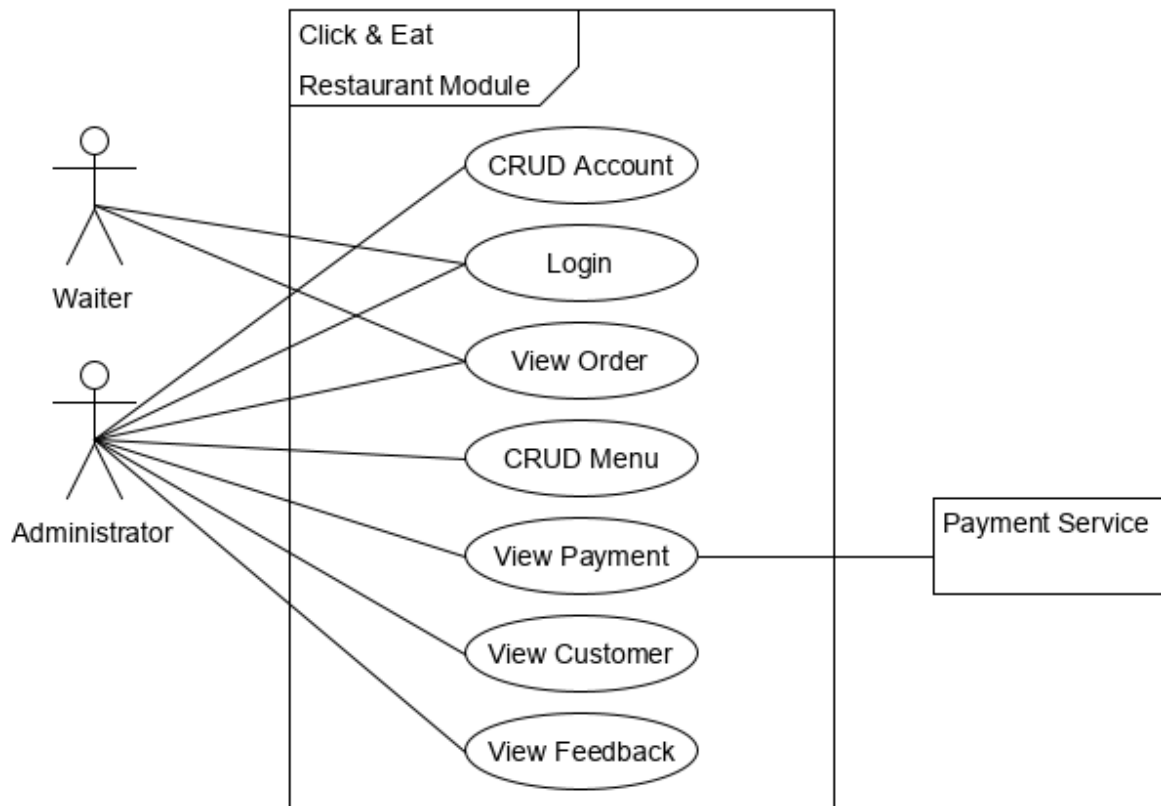 Click & Eat
Restaurant Module
CRUD Account
Login
Waiter
View Order
CRUD Menu
Administrator
Payment Service
View Payment
View Customer
View Feedback